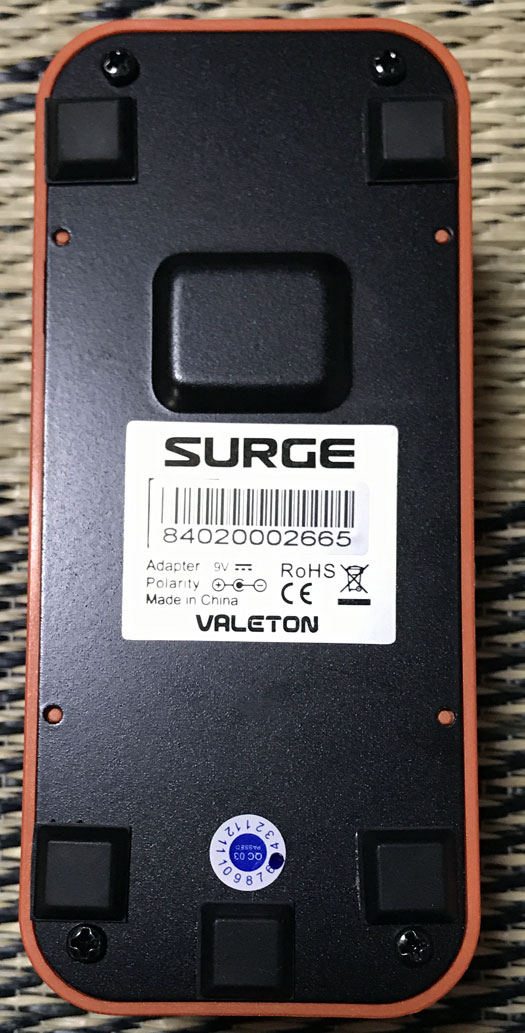 SURGE
84020002665
Adapter 9V
Polarity
Made in China
RoHS
CE
VALETON
QC 03
PASSED